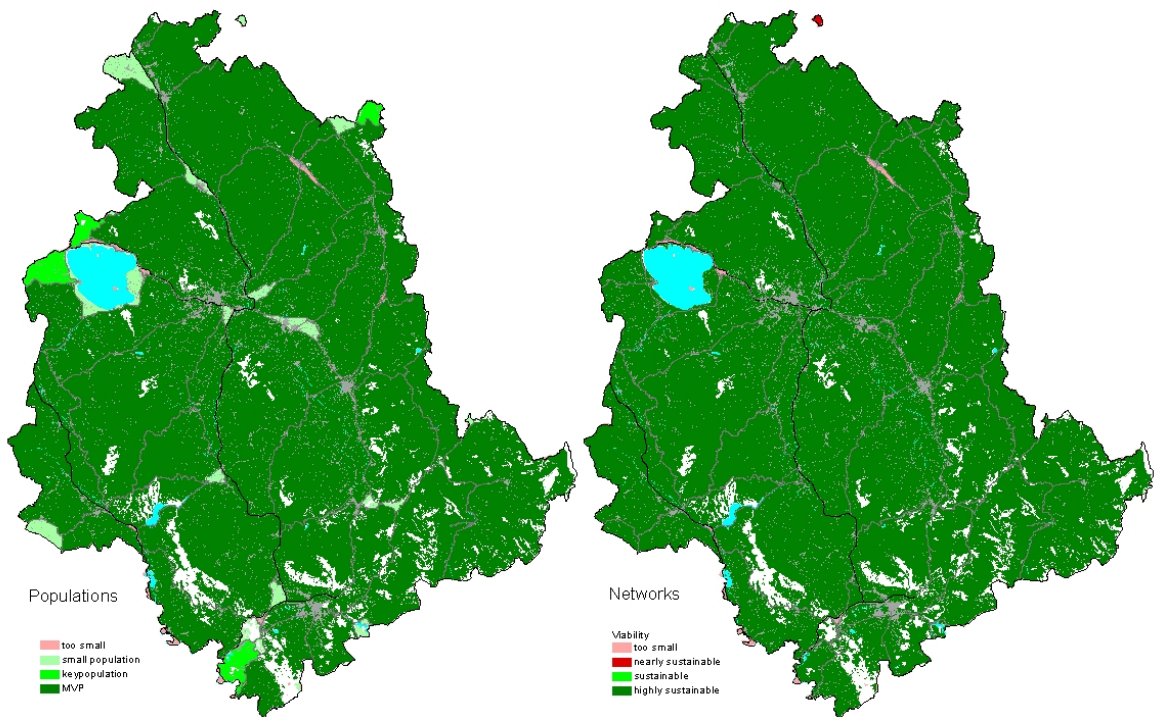 Populations
too small
small population
keypopulation
MVP
Networks
Viability
too small
nearly sustainable
sustainable
highly sustainable